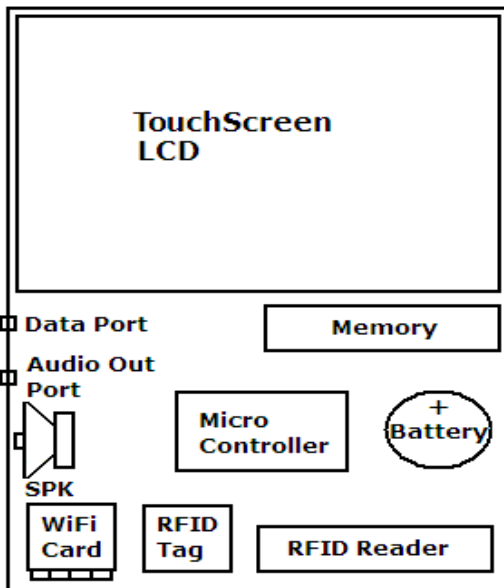 TouchScreen
LCD
Data Port
Memory
Audio Out
Port
Micro
Controller
+
Battery
SPK
WiFi
Card
RFID
Tag
RFID Reader